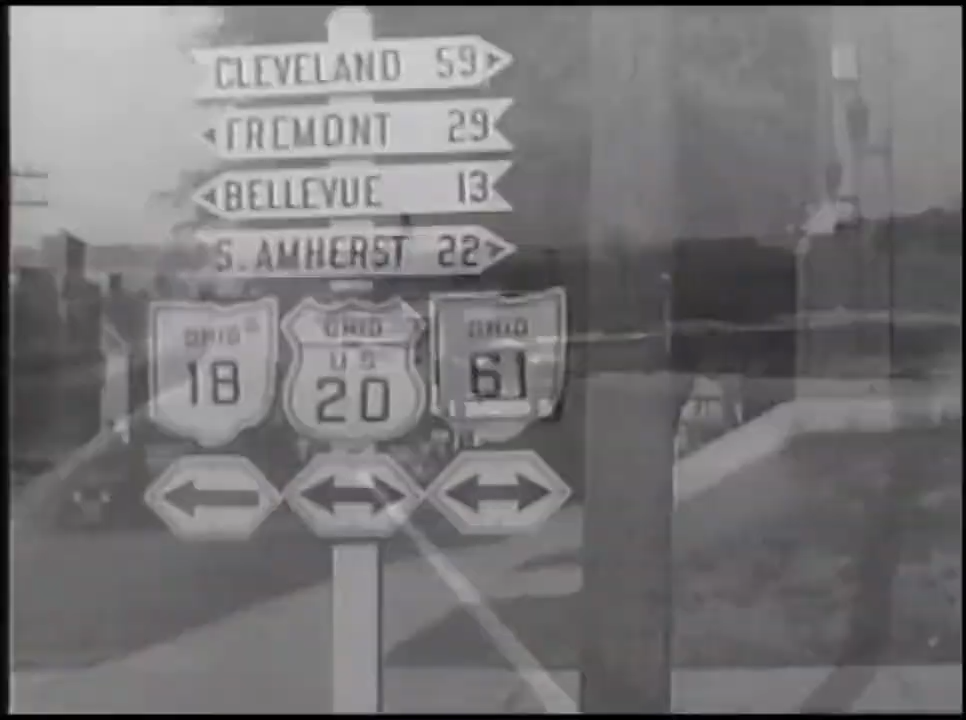 CLEVELAND 59
FREMONT 29
BELLEVUE 13
S. AMHERST 22
OHIO 18
OHIO U S 20
OHIO 61